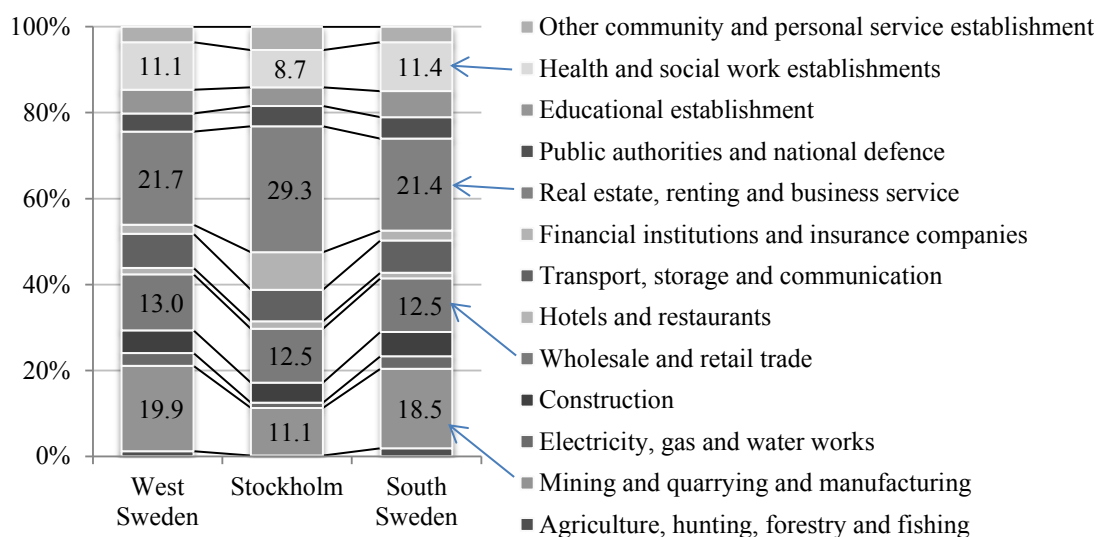 100%
80%
60%
40%
20%
0%
11.1
21.7
13.0
19.9
8.7
29.3
12.5
11.1
11.4
21.4
12.5
18.5
West
Sweden
Stockholm
South
Sweden
Other community and personal service establishment
Health and social work establishments
Educational establishment
Public authorities and national defence
Real estate, renting and business service
Financial institutions and insurance companies
Transport, storage and communication
Hotels and restaurants
Wholesale and retail trade
Construction
Electricity, gas and water works
Mining and quarrying and manufacturing
Agriculture, hunting, forestry and fishing